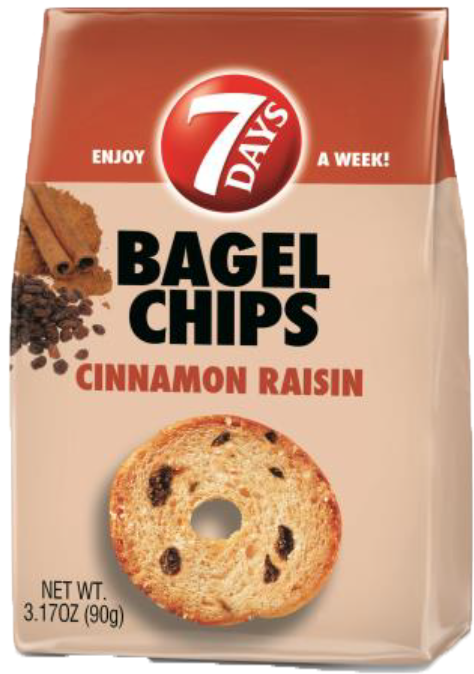 ENJOY 7 DAYS A WEEK!
BAGEL
CHIPS
CINNAMON RAISIN
NET WT.
3.17OZ (90g)